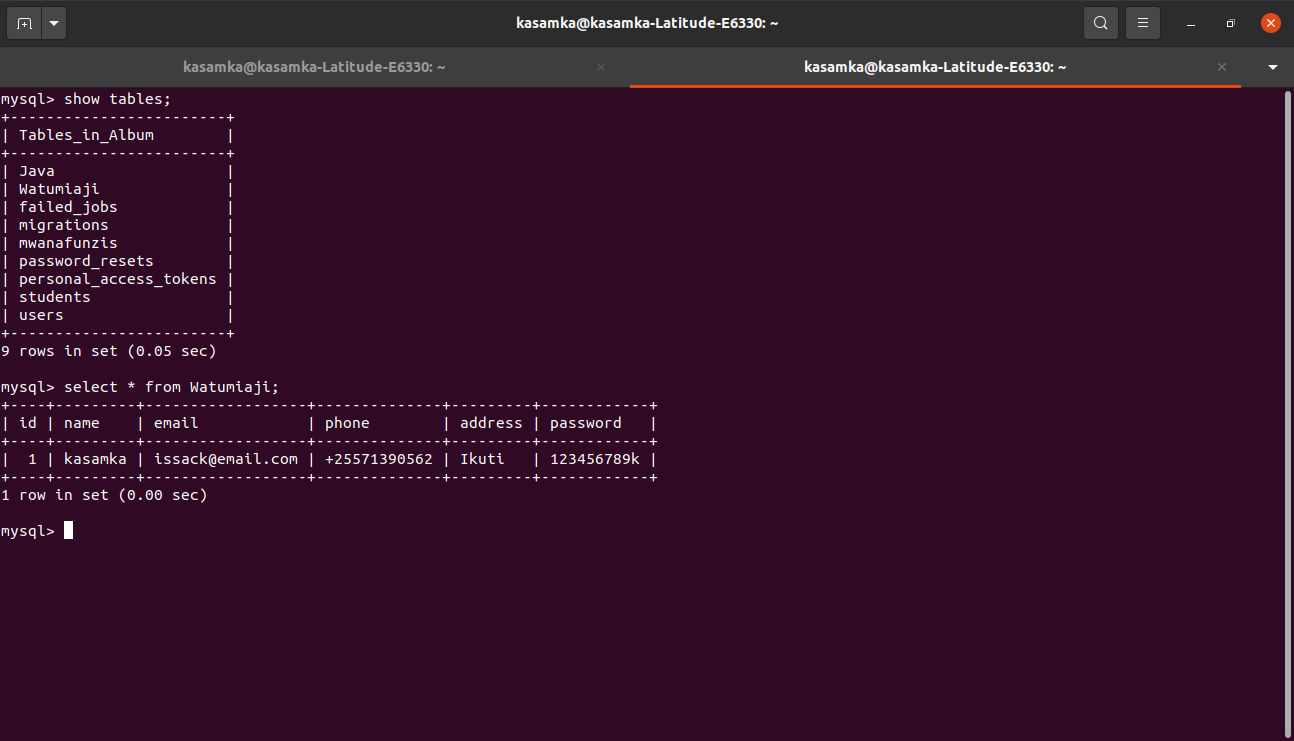 kasamka@kasamka-Latitude-E6330: ~
kasamka@kasamka-Latitude-E6330: ~
kasamka@kasamka-Latitude-E6330: ~
mysql> show tables;
+------------------------+
| Tables_in_Album        |
+------------------------+
| Java                   |
| Watumiaji              |
| failed_jobs            |
| migrations             |
| mwanafunzis            |
| password_resets        |
| personal_access_tokens |
| students               |
| users                  |
+------------------------+
9 rows in set (0.05 sec)

mysql> select * from Watumiaji;
+----+---------+------------------+--------------+---------+------------+
| id | name    | email            | phone        | address | password   |
+----+---------+------------------+--------------+---------+------------+
|  1 | kasamka | issack@email.com | +25571390562 | Ikuti   | 123456789k |
+----+---------+------------------+--------------+---------+------------+
1 row in set (0.00 sec)

mysql>